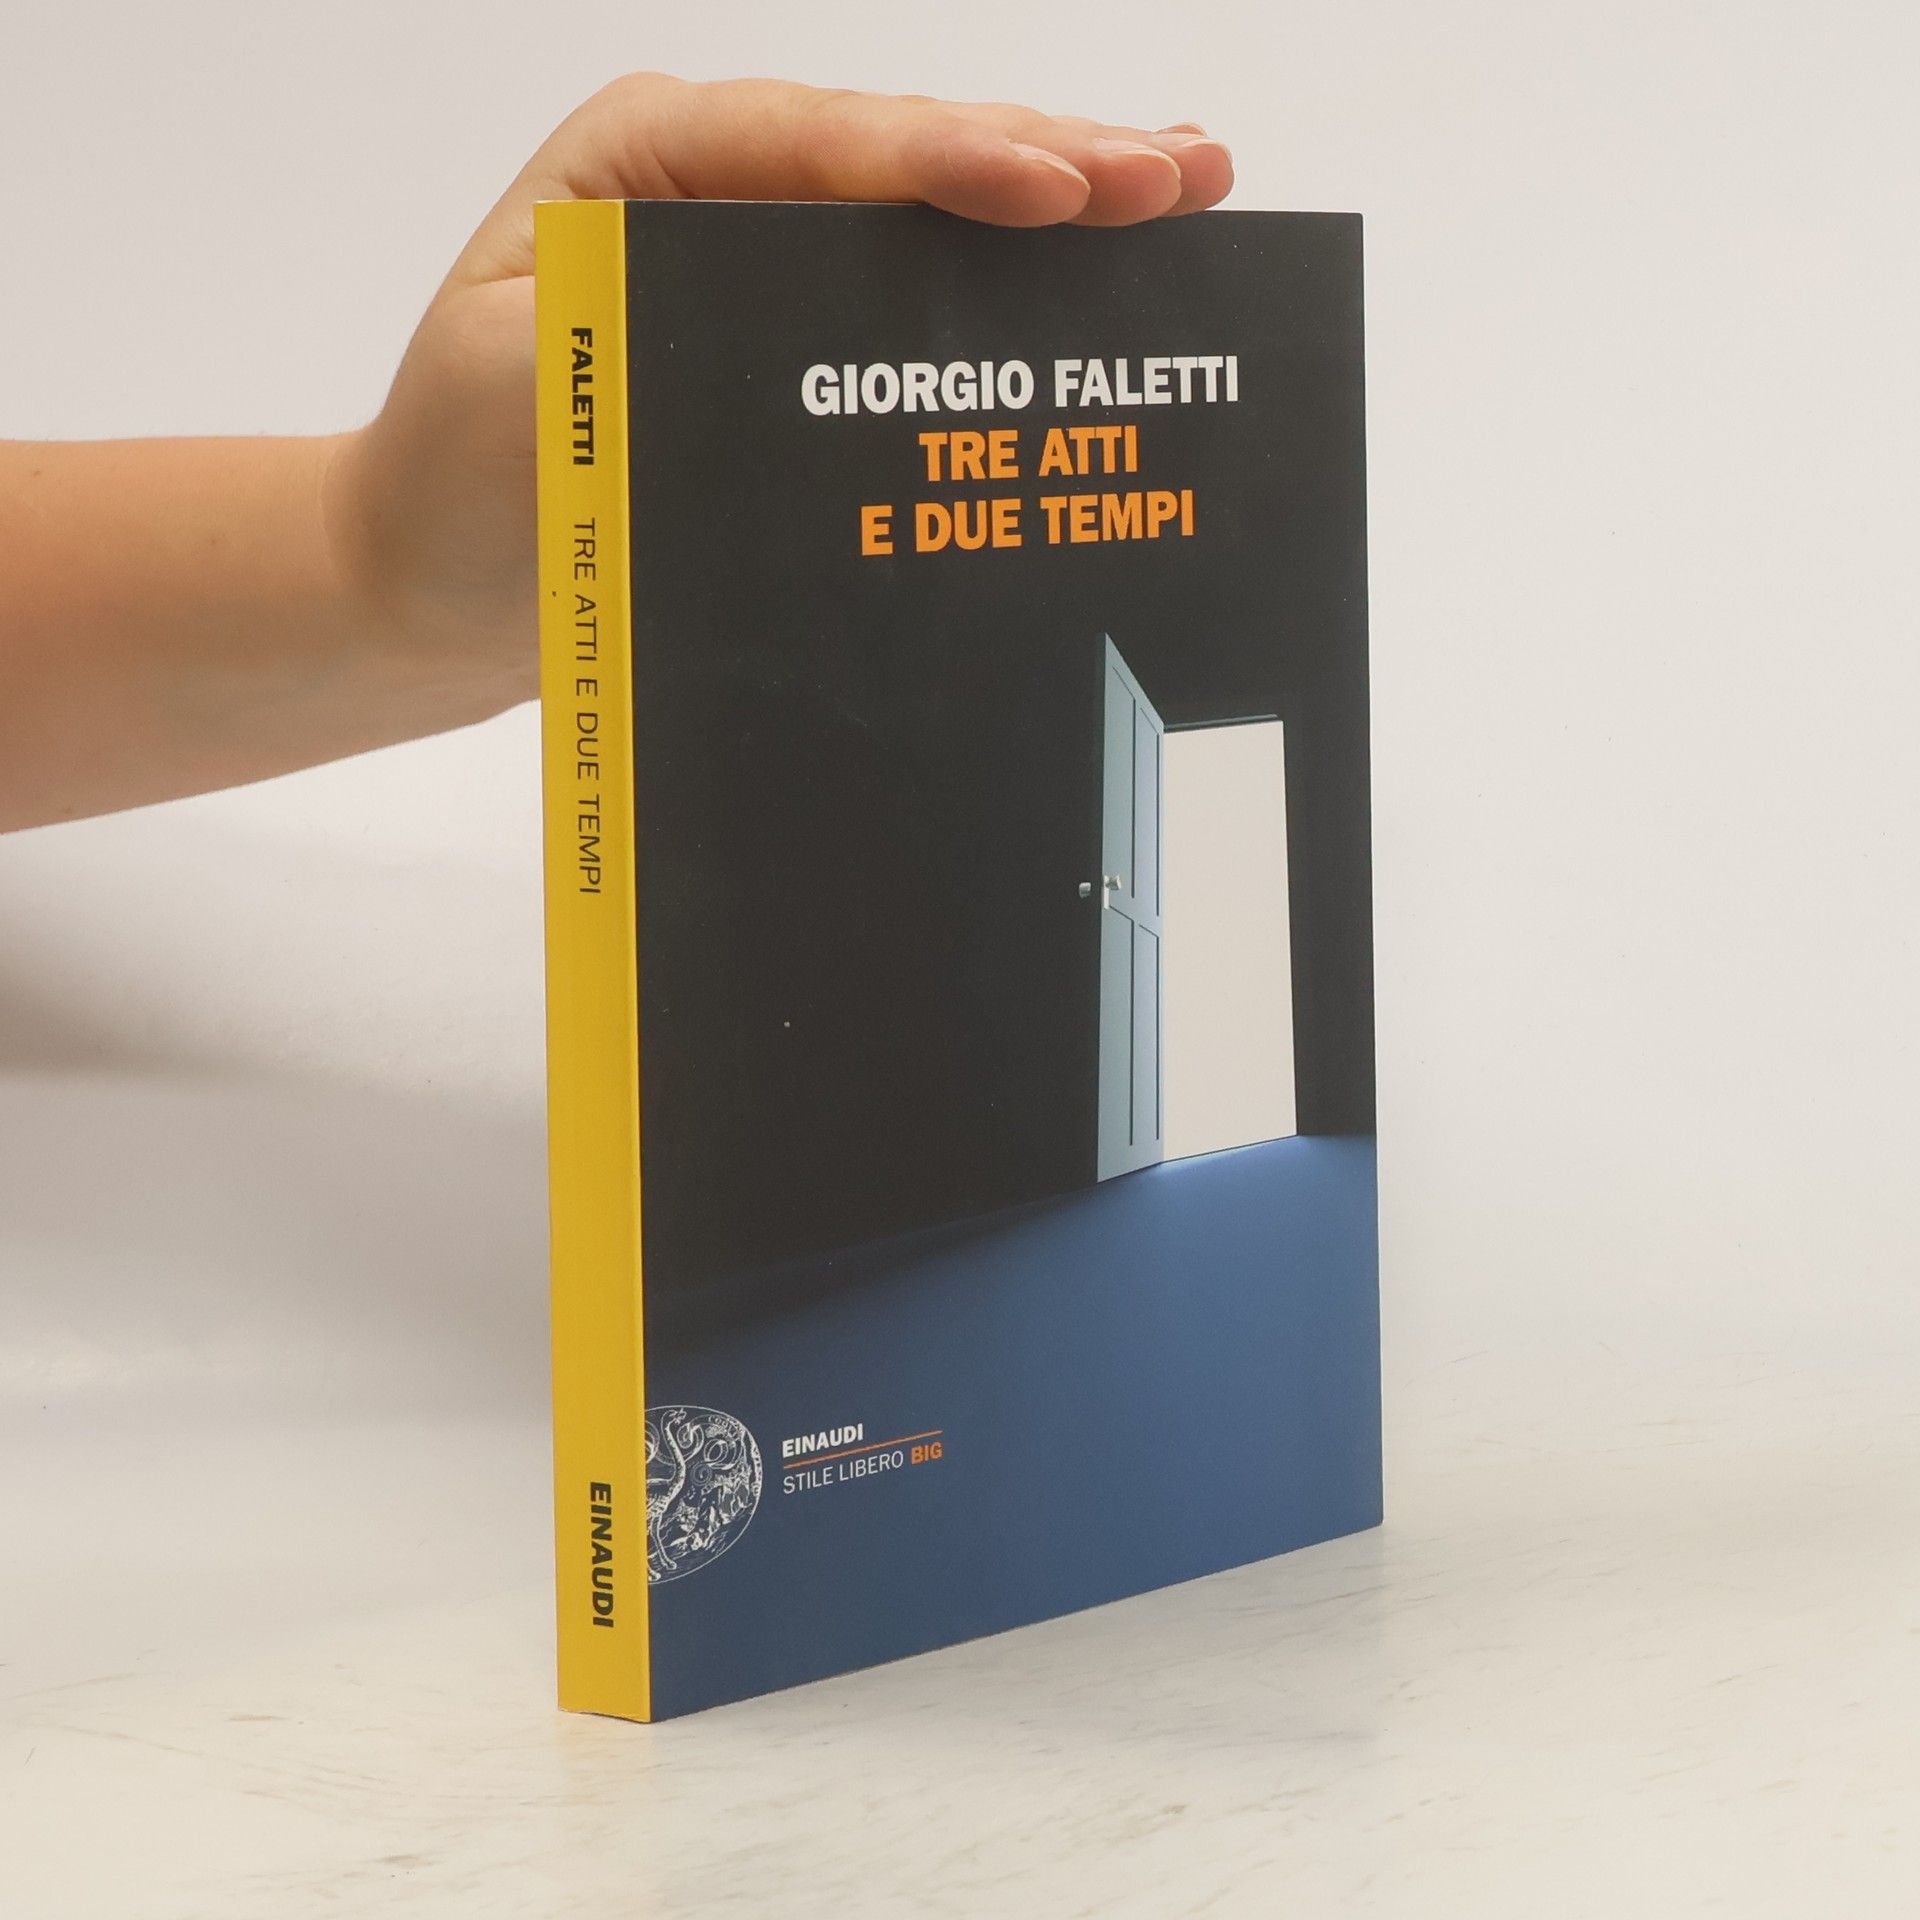 FALETTI TRE ATTI E DUE TEMPI EINAUDI
GIORGIO FALETTI
TRE ATTI
E DUE TEMPI
EINAUDI
STILE LIBERO BIG